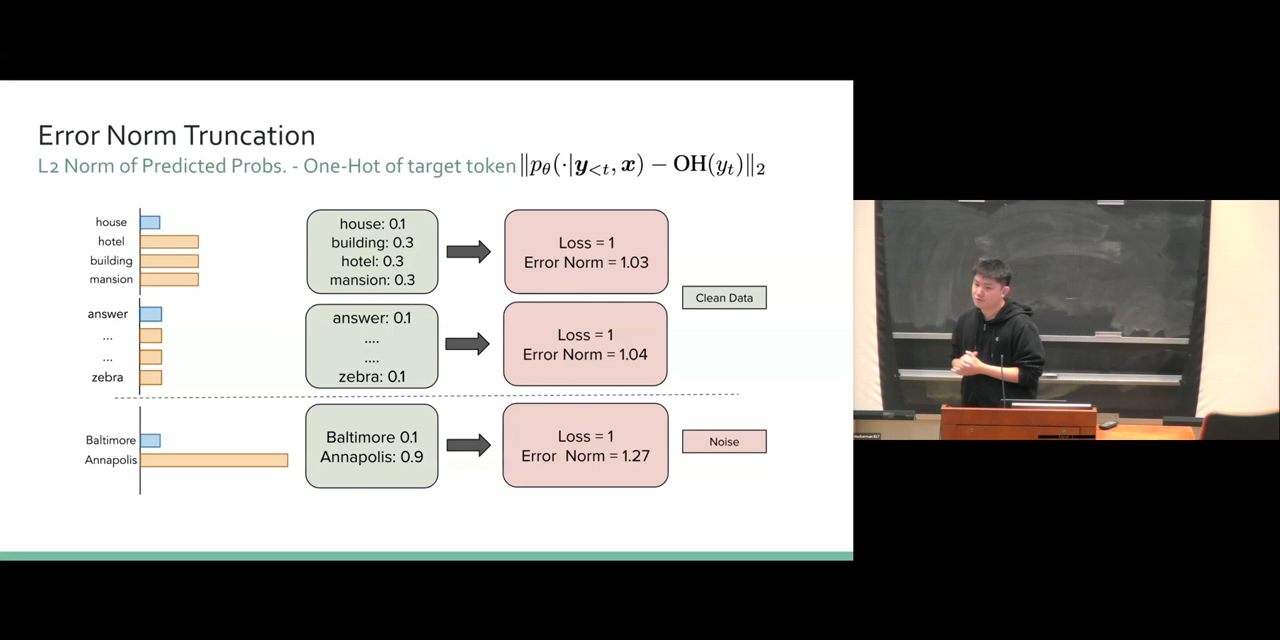 Error Norm Truncation
L2 Norm of Predicted Probs. - One-Hot of target token ‖pθ(·|y<t, x) − OH(yt)‖2
house
hotel
building
mansion
house: 0.1
building: 0.3
hotel: 0.3
mansion: 0.3
Loss = 1
Error Norm = 1.03
Clean Data
answer
...
...
zebra
answer: 0.1
....
....
zebra: 0.1
Loss = 1
Error Norm = 1.04
Baltimore
Annapolis
Baltimore 0.1
Annapolis: 0.9
Loss = 1
Error Norm = 1.27
Noise